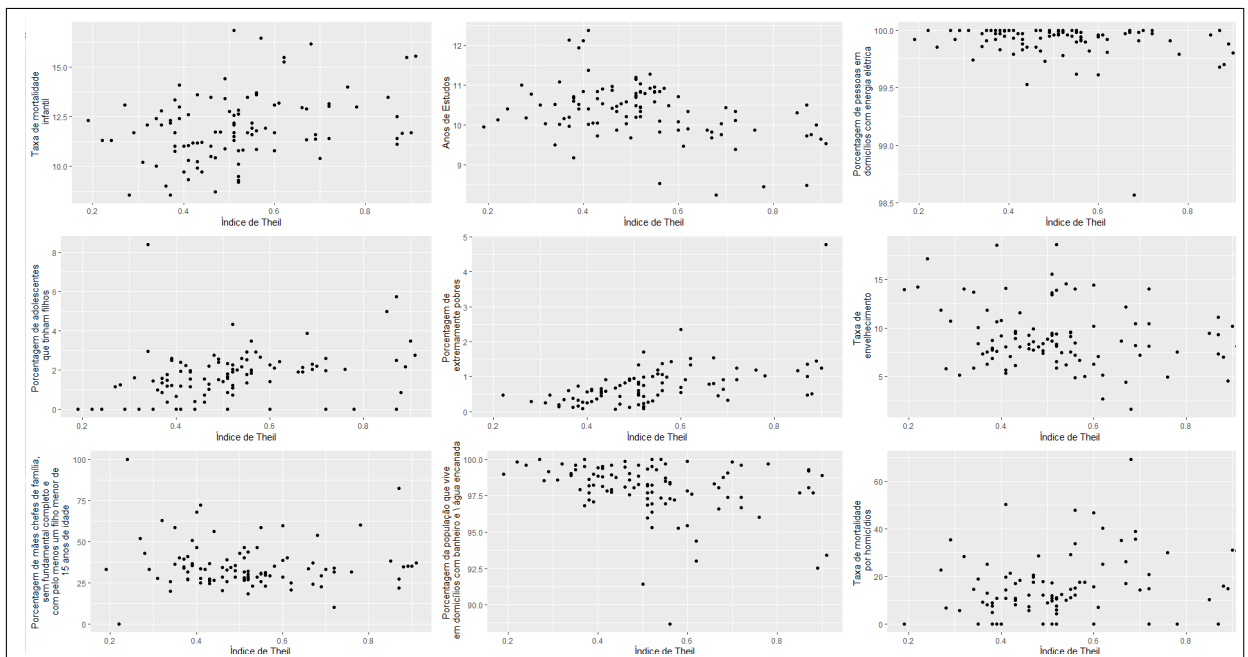 Taxa de mortalidade
infantil
15.0
12.5
10.0
0.2
0.4
0.6
0.8
Índice de Theil
Anos de Estudos
12
11
10
9
0.2
0.4
0.6
0.8
Índice de Theil
Porcentagem de pessoas em
domicílios com energia elétrica
100.0
99.5
99.0
98.5
0.2
0.4
0.6
0.8
Índice de Theil
Porcentagem de adolescentes
que tinham filhos
8
6
4
2
0
0.2
0.4
0.6
0.8
Índice de Theil
Porcentagem de
extremamente pobres
5
4
3
2
1
0
0.2
0.4
0.6
0.8
Índice de Theil
Taxa de
envelhecimento
15
10
5
0.2
0.4
0.6
0.8
Índice de Theil
Porcentagem de mães chefes de família,
sem fundamental completo e
com pelo menos um filho menor de
15 anos de idade
100
75
50
25
0
0.2
0.4
0.6
0.8
Índice de Theil
Porcentagem da população que vive
em domicílios com banheiro e \ água encanada
100.0
97.5
95.0
92.5
90.0
0.2
0.4
0.6
0.8
Índice de Theil
Taxa de mortalidade
por homicídios
60
40
20
0
0.2
0.4
0.6
0.8
Índice de Theil